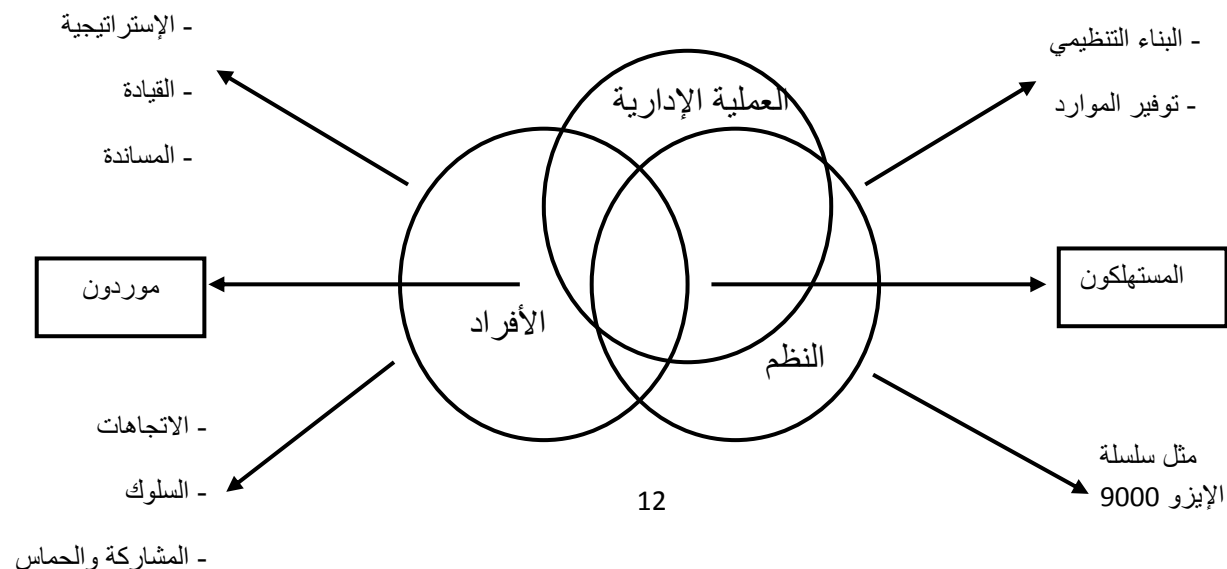 - الإستراتيجية
- القيادة
- المساندة
- البناء التنظيمي
- توفير الموارد
العملية الإدارية
المستهلكون
موردون
الأفراد
النظم
- الاتجاهات
- السلوك
- المشاركة والحماس
مثل سلسلة
الإيزو 9000
12